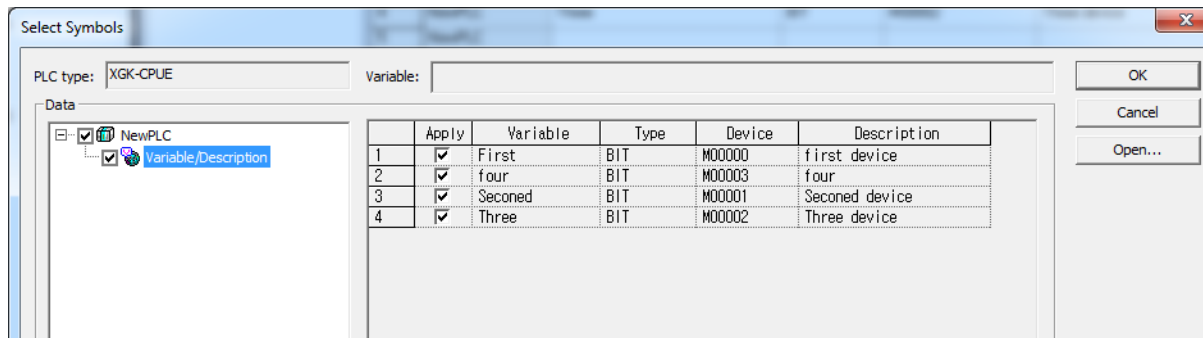 Select Symbols
PLC type: XGK-CPUE Variable: OK
Data Cancel
NewPLC Open...
Variable/Description
Apply Variable Type Device Description
1 First BIT M00000 first device
2 four BIT M00003 four
3 Seconed BIT M00001 Seconed device
4 Three BIT M00002 Three device